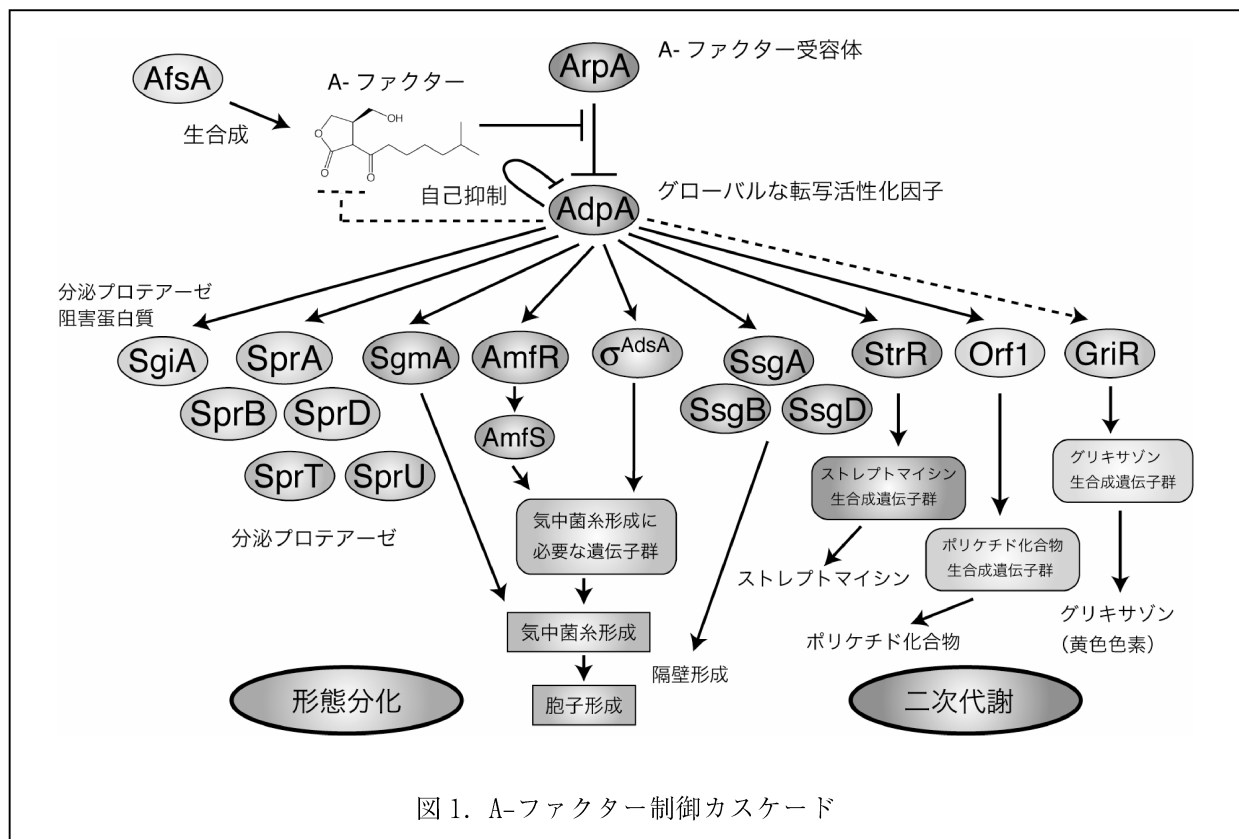 A-ファクター受容体
ArpA
AfsA
A-ファクター
生合成
OH
O
O
O
自己抑制
AdpA
グローバルな転写活性化因子
分泌プロテアーゼ
阻害蛋白質
SgiA
SprA
SgmA
AmfR
σAdsA
SsgA
StrR
Orf1
GriR
SprB
SprD
AmfS
SsgB
SsgD
SprT
SprU
分泌プロテアーゼ
気中菌糸形成に
必要な遺伝子群
ストレプトマイシン
生合成遺伝子群
グリキサゾン
生合成遺伝子群
ポリケチド化合物
生合成遺伝子群
ストレプトマイシン
気中菌糸形成
ポリケチド化合物
グリキサゾン
(黄色色素)
隔壁形成
胞子形成
形態分化
二次代謝
図 1. A-ファクター制御カスケード